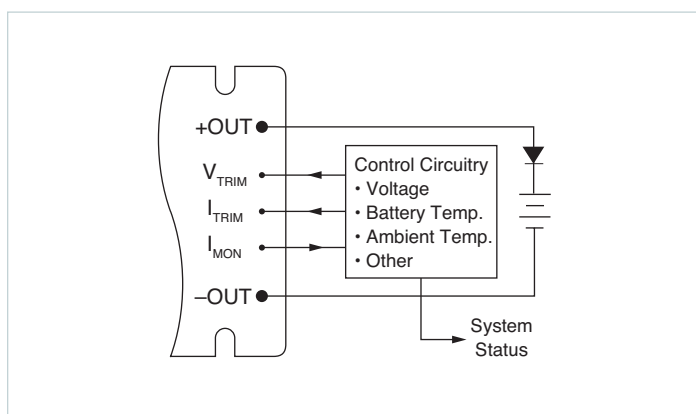 +OUT
VTRIM
ITRIM
IMON
–OUT
Control Circuitry
• Voltage
• Battery Temp.
• Ambient Temp.
• Other
System
Status